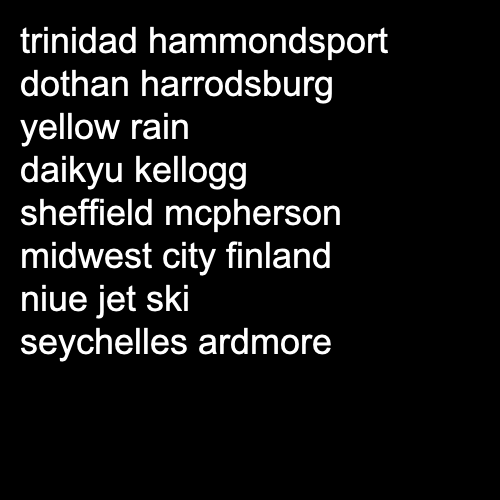 trinidad hammondsport
dothan harrodsburg
yellow rain
daikyu kellogg
sheffield mcpherson
midwest city finland
niue jet ski
seychelles ardmore